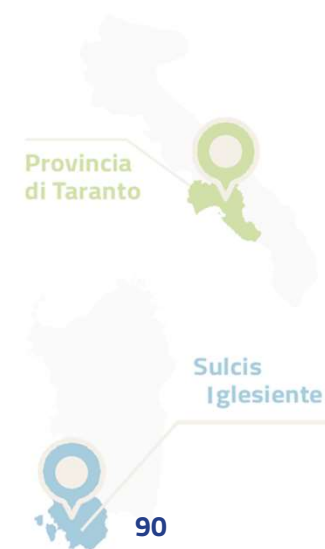 Provincia
di Taranto
Sulcis
Iglesiente
90